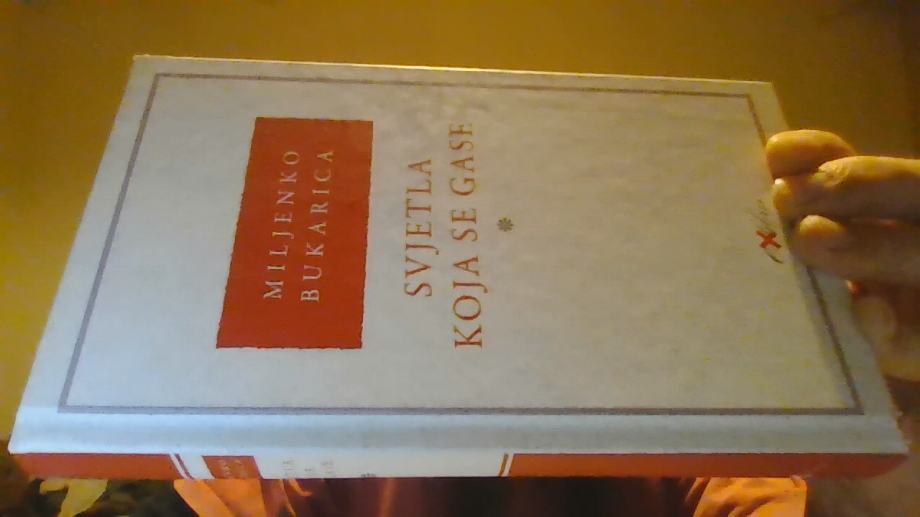 MILJENKO
BUKARICA
SVJETLA
KOJA SE GASE